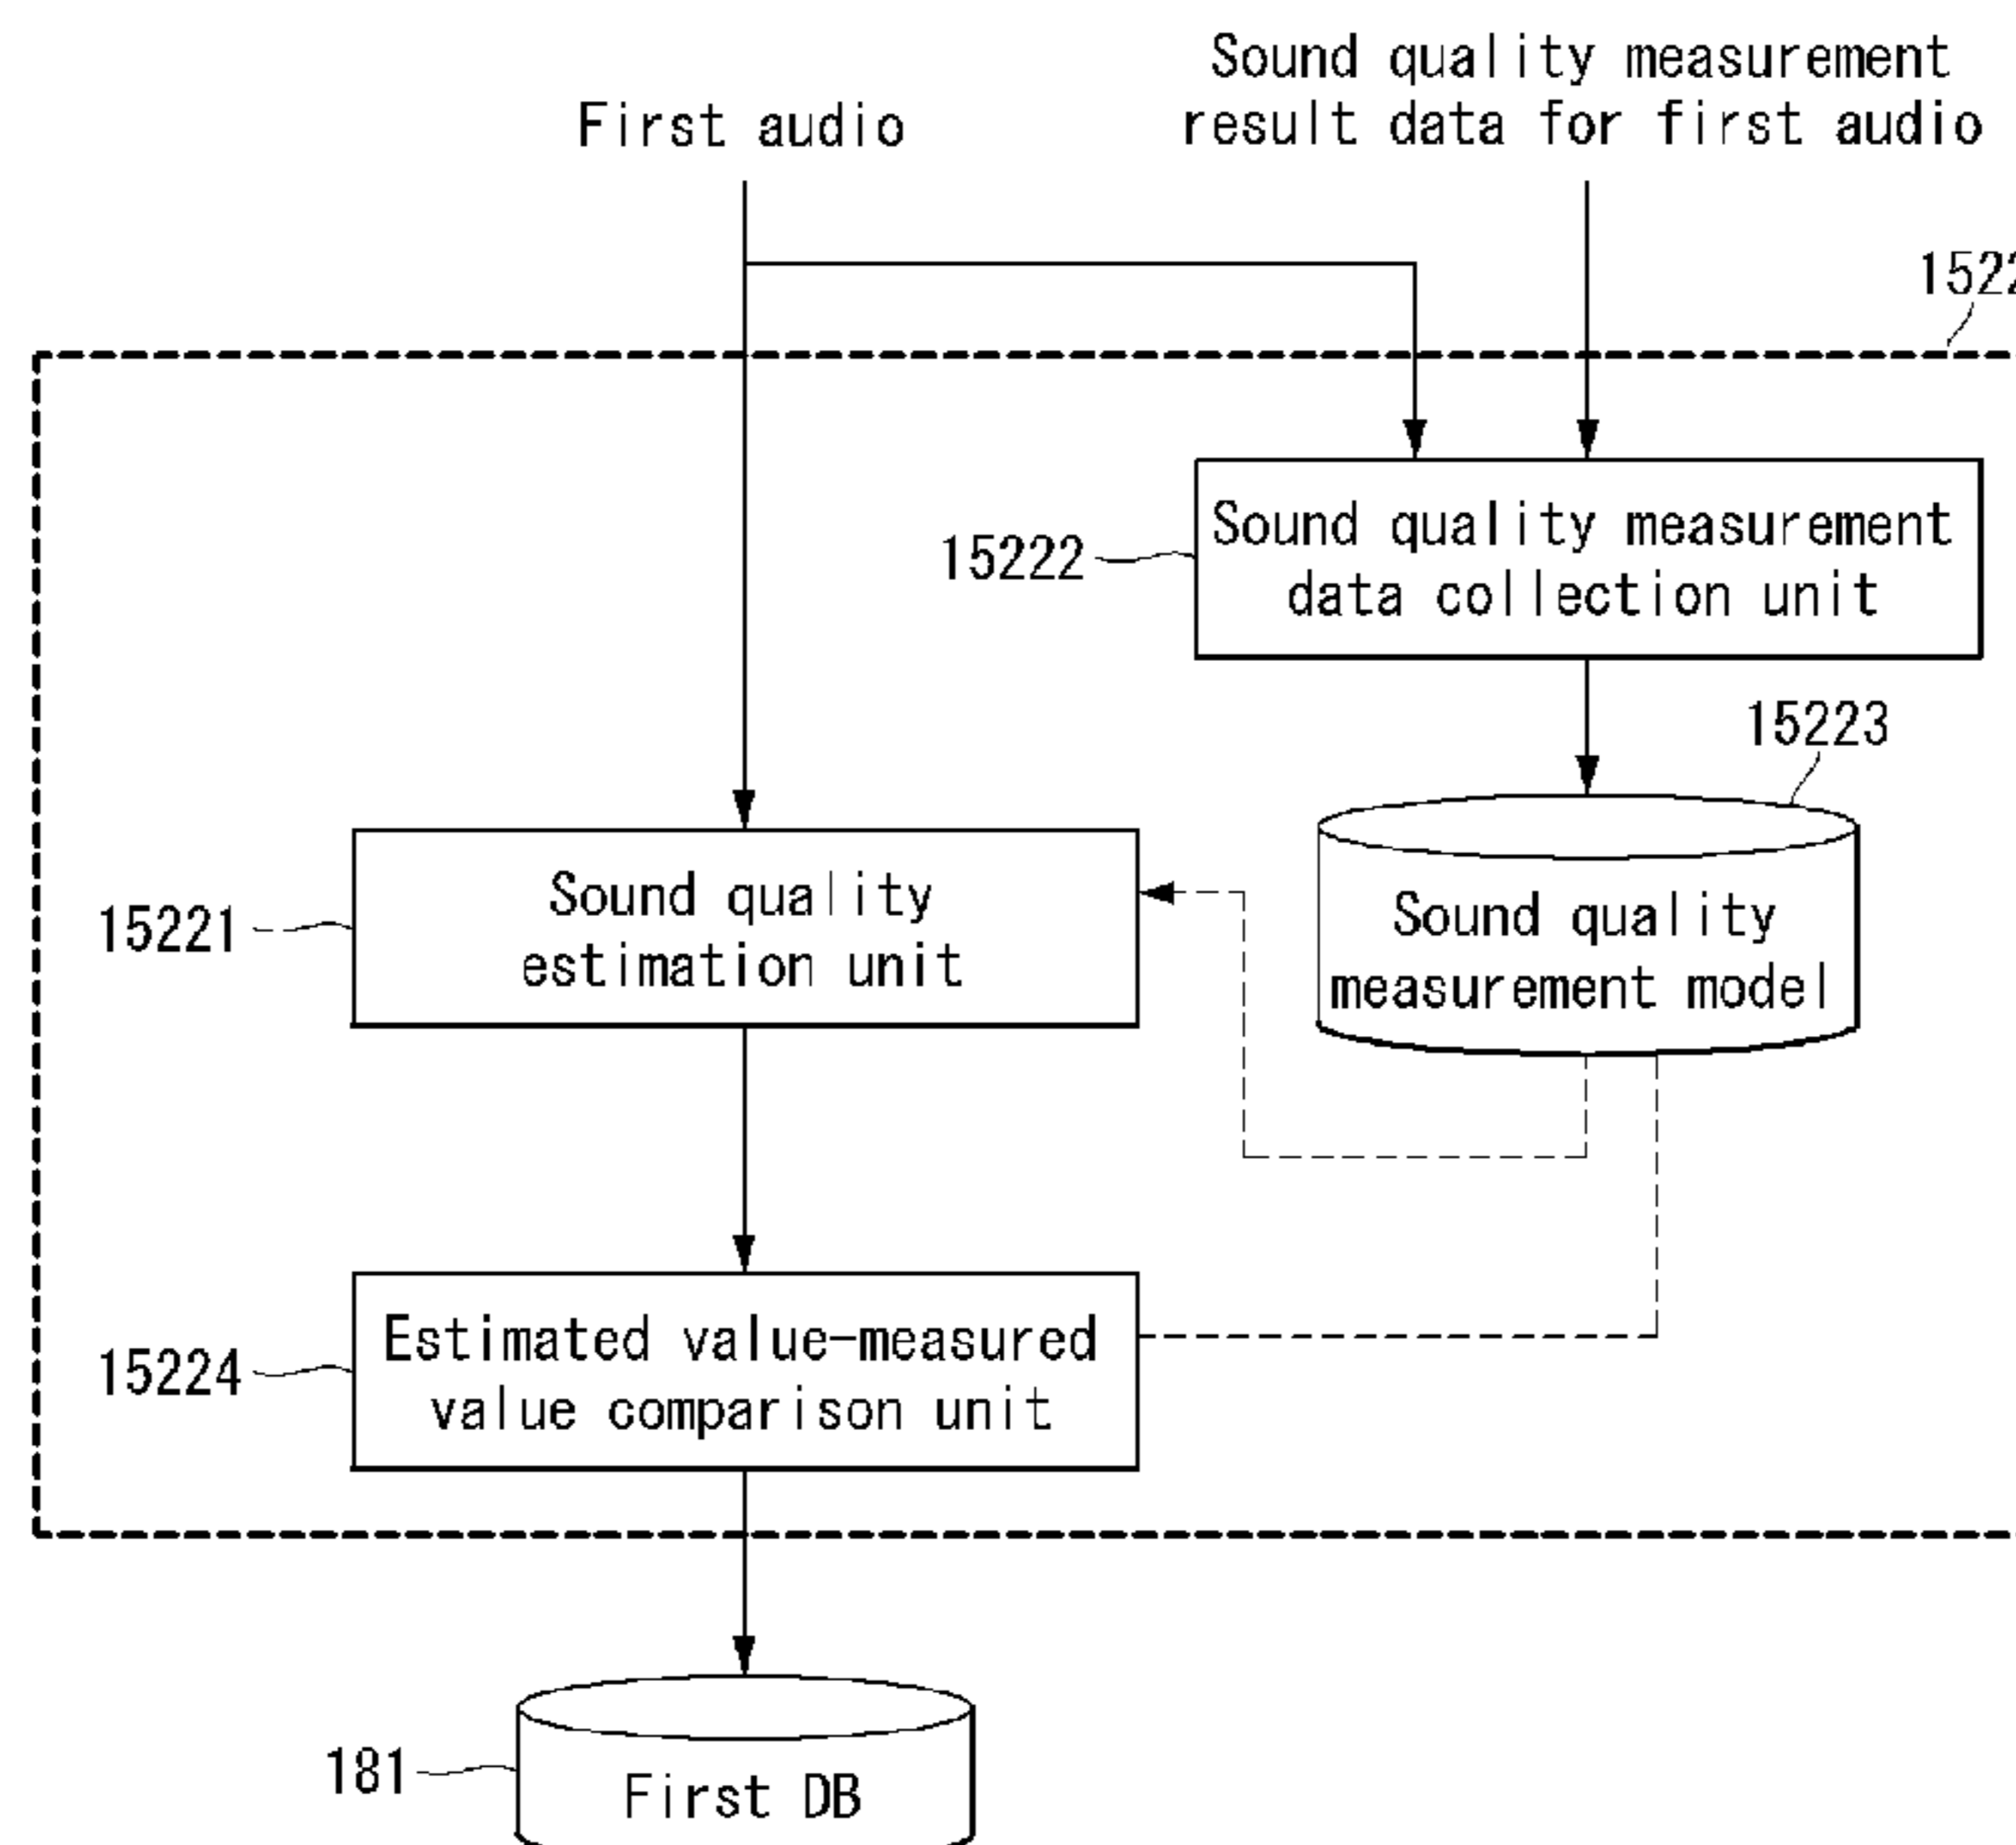 Sound quality measurement
result data for first audio
First audio
1522
Sound quality measurement
data collection unit
15222
15223
Sound quality
measurement model
Sound quality
estimation unit
15221
Estimated value-measured
value comparison unit
15224
181
First DB